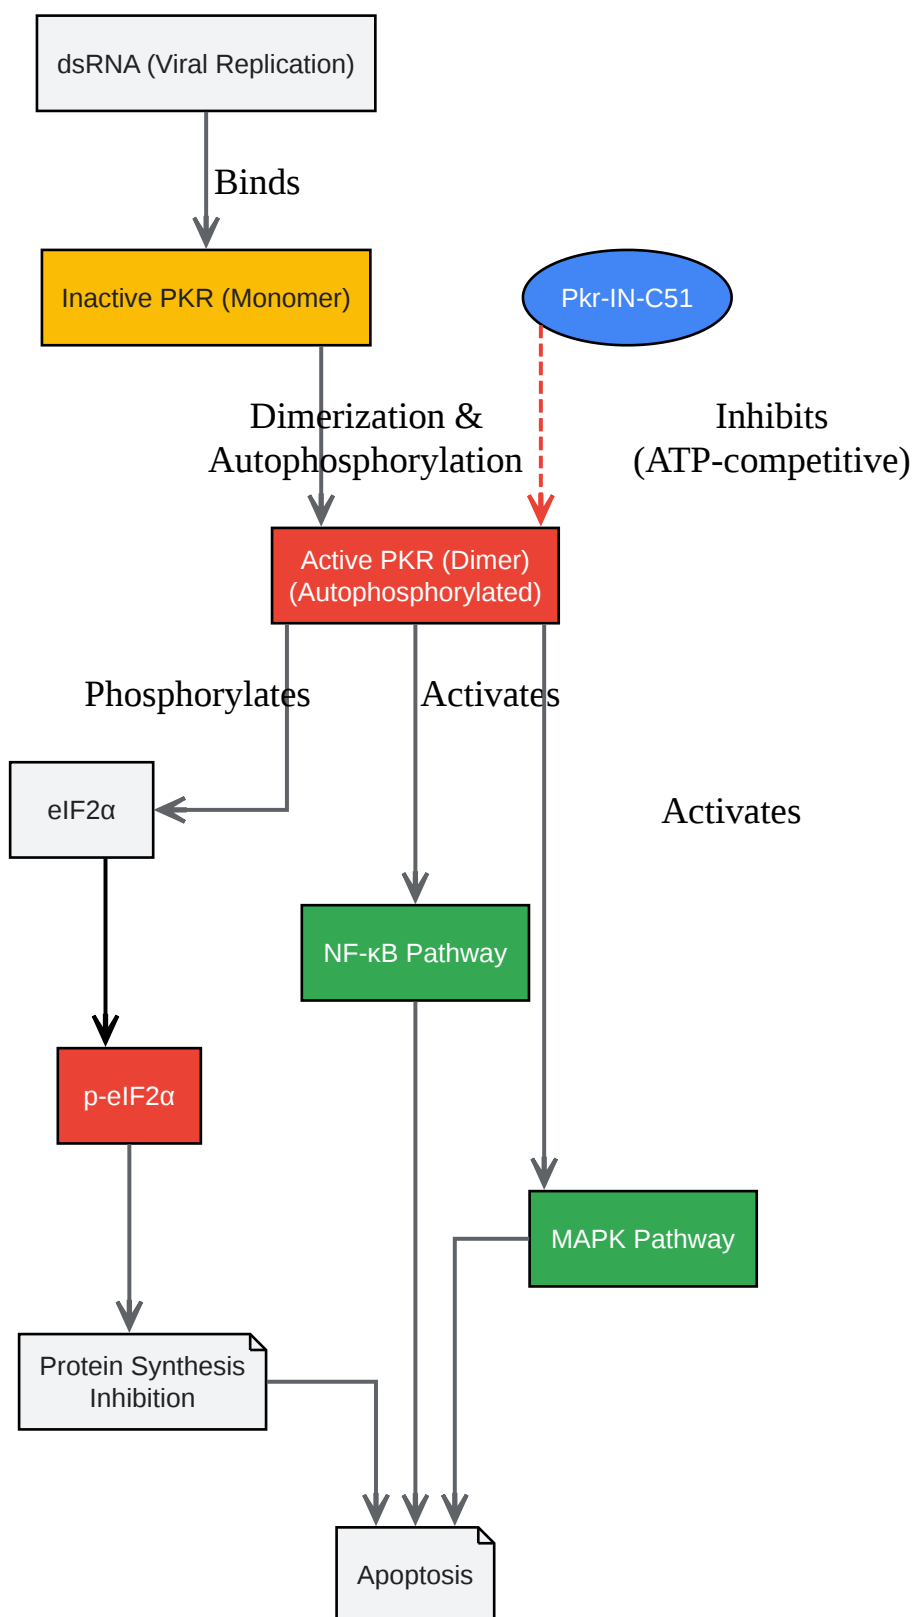 dsRNA (Viral Replication)
Binds
Inactive PKR (Monomer)
Pkr-IN-C51
Dimerization &
Autophosphorylation
Inhibits
(ATP-competitive)
Active PKR (Dimer)
(Autophosphorylated)
Phosphorylates
Activates
eIF2α
Activates
NF-κB Pathway
p-eIF2α
MAPK Pathway
Protein Synthesis
Inhibition
Apoptosis